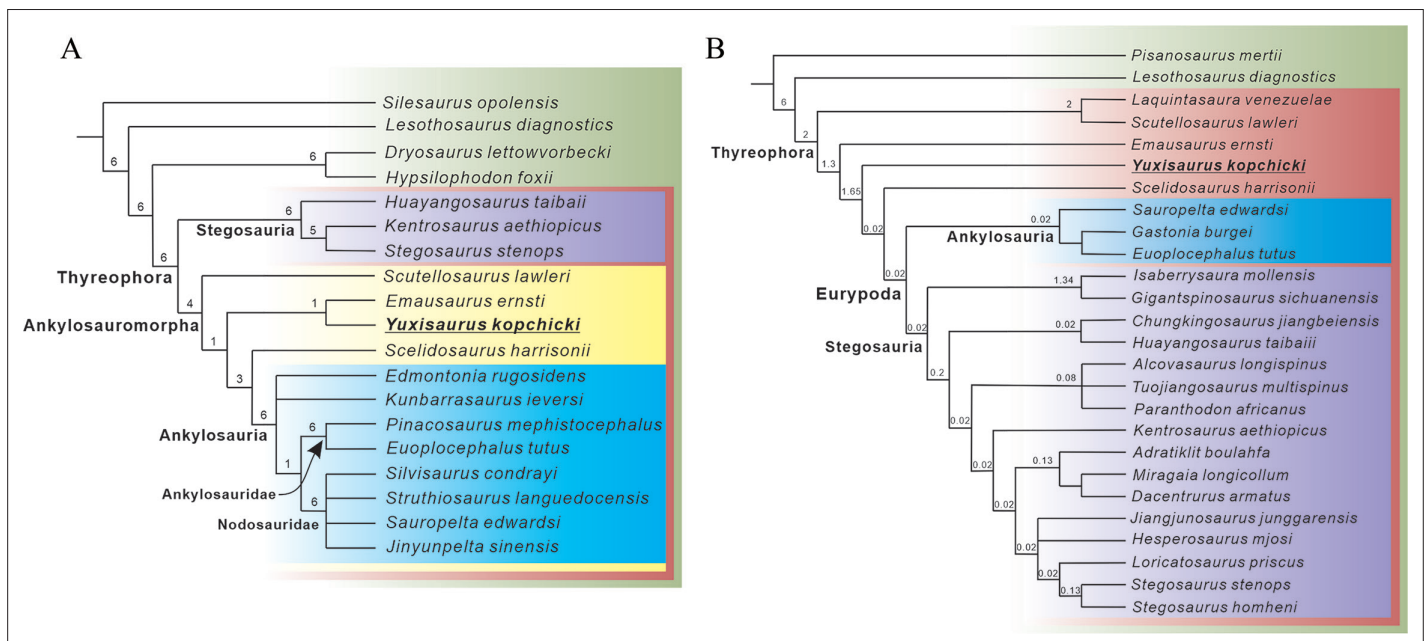 A
Silesaurus opolensis
Lesothosaurus diagnostics
6
Dryosaurus lettowvorbecki
6
Hypsilophodon foxii
6
Huayangosaurus taibaii
6
Stegosauria
Kentrosaurus aethiopicus
5
Stegosaurus stenops
6
Thyreophora
Scutellosaurus lawleri
4
Emausaurus ernsti
1
Ankylosauromorpha
Yuxisaurus kopchicki
1
Scelidosaurus harrisonii
3
Edmontonia rugosidens
Kunbarrasaurus ieversi
6
Ankylosauria
Pinacosaurus mephistocephalus
6
Euoplocephalus tutus
1
Silvisaurus condrayi
Ankylosauridae
Struthiosaurus languedocensis
6
Nodosauridae
Sauropelta edwardsi
Jinyunpelta sinensis
B
Pisanosaurus mertii
Lesothosaurus diagnostics
6
Laquintasaura venezuelae
2
Scutellosaurus lawleri
2
Thyreophora
Emausaurus ernsti
1.3
Yuxisaurus kopchicki
1.65
Scelidosaurus harrisonii
0.02
Sauropelta edwardsi
0.02
Ankylosauria
Gastonia burgei
Euoplocephalus tutus
0.02
Eurypoda
Isaberrysaura mollensis
1.34
Gigantspinosaurus sichuanensis
0.02
Stegosauria
Chungkingosaurus jiangbeiensis
0.02
Huayangosaurus taibaiii
0.2
Alcovasaurus longispinus
0.08
Tuojiangosaurus multispinus
Paranthodon africanus
0.02
Kentrosaurus aethiopicus
0.02
Adratiklit boulahfa
0.13
Miragaia longicollum
Dacentrurus armatus
0.02
Jiangjunosaurus junggarensis
Hesperosaurus mjosi
0.02
Loricatosaurus priscus
0.02
Stegosaurus stenops
0.13
Stegosaurus homheni